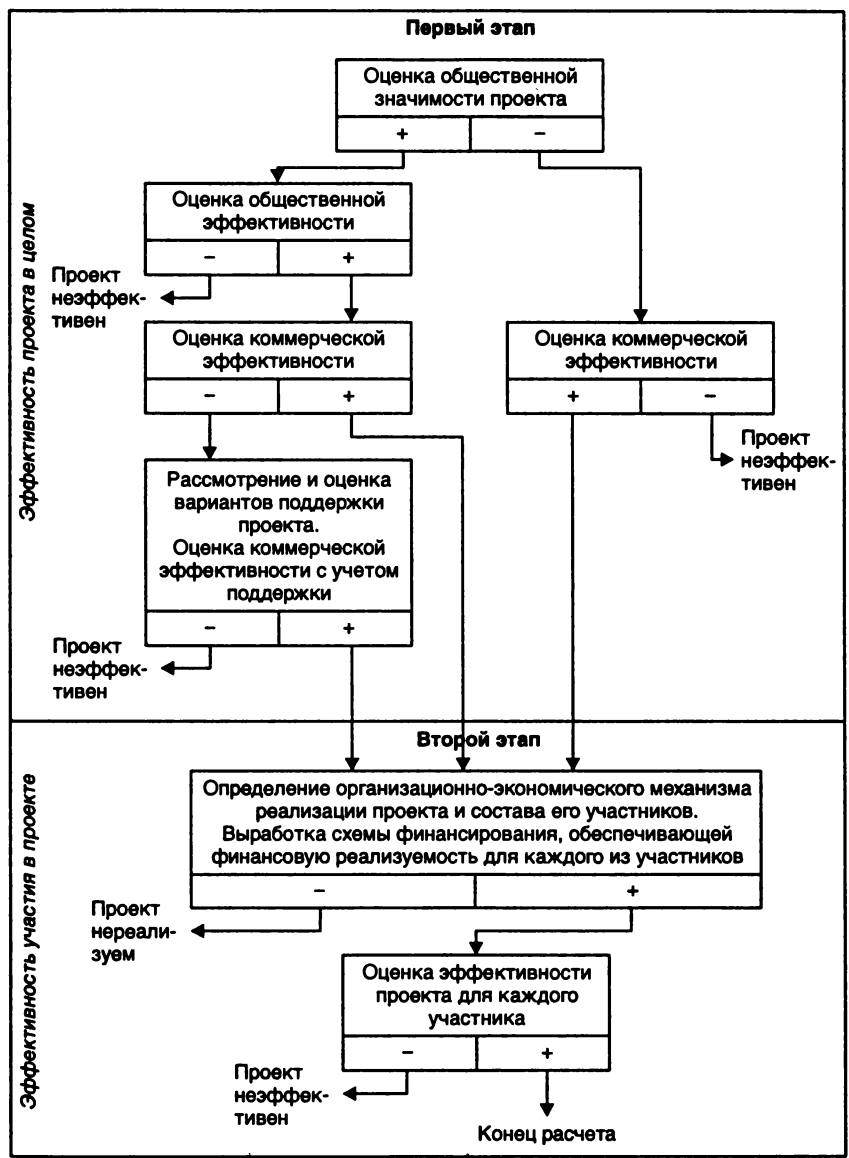 Первый этап
Оценка общественной
значимости проекта
+ −
Оценка общественной
эффективности
− +
Проект
неэффек-
тивен
Оценка коммерческой
эффективности
− +
Оценка коммерческой
эффективности
+ −
Проект
неэффек-
тивен
Рассмотрение и оценка
вариантов поддержки
проекта.
Оценка коммерческой
эффективности с учетом
поддержки
− +
Проект
неэффек-
тивен
Эффективность проекта в целом
Второй этап
Определение организационно-экономического механизма
реализации проекта и состава его участников.
Выработка схемы финансирования, обеспечивающей
финансовую реализуемость для каждого из участников
− +
Проект
нереали-
зуем
Оценка эффективности
проекта для каждого
участника
− +
Проект
неэффек-
тивен
Конец расчета
Эффективность участия в проекте